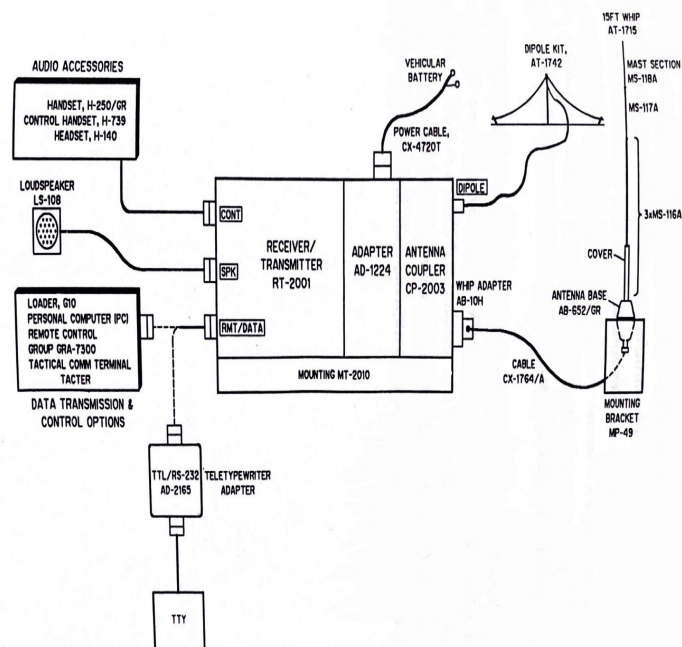 15FT WHIP
AT-1715
DIPOLE KIT,
AT-1742
VEHICULAR
BATTERY
MAST SECTION
MS-118A
MS-117A
AUDIO ACCESSORIES
HANDSET, H-250/GR
CONTROL HANDSET, H-739
HEADSET, H-140
POWER CABLE,
CX-4720T
LOUDSPEAKER
LS-108
CONT
DIPOLE
3xMS-116A
SPK
RECEIVER/
TRANSMITTER
RT-2001
ADAPTER
AD-1224
ANTENNA
COUPLER
CP-2003
COVER
WHIP ADAPTER
AB-10H
ANTENNA BASE
AB-652/GR
LOADER, G10
PERSONAL COMPUTER (PC)
REMOTE CONTROL
GROUP GRA-7300
TACTICAL COMM TERMINAL
TACTER
RMT/DATA
MOUNTING MT-2010
CABLE
CX-1764/A
DATA TRANSMISSION &
CONTROL OPTIONS
MOUNTING
BRACKET
MP-49
TTL/RS-232
AD-2165
TELETYPEWRITER
ADAPTER
TTY